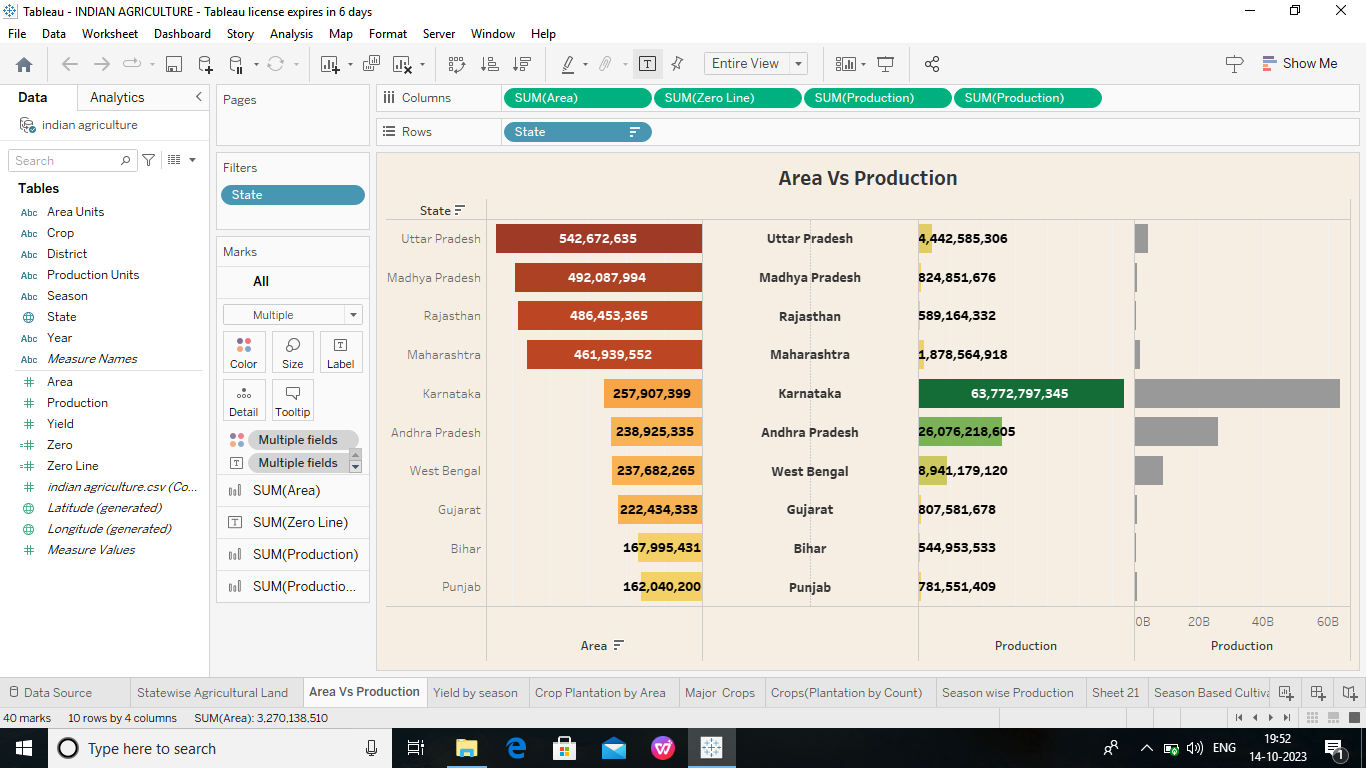 Tableau - INDIAN AGRICULTURE - Tableau license expires in 6 days
File Data Worksheet Dashboard Story Analysis Map Format Server Window Help
Entire View Show Me
Data Analytics
indian agriculture
Search
Tables
Abc Area Units
Abc Crop
Abc District
Abc Production Units
Abc Season
State
Abc Year
Abc Measure Names
# Area
# Production
# Yield
=# Zero
=# Zero Line
# indian agriculture.csv (Co...
Latitude (generated)
Longitude (generated)
# Measure Values
Pages
Filters
State
Marks
All
Multiple
Color Size Label
Detail Tooltip
Multiple fields
Multiple fields
SUM(Area)
SUM(Zero Line)
SUM(Production)
SUM(Productio...
Columns SUM(Area) SUM(Zero Line) SUM(Production) SUM(Production)
Rows State
Area Vs Production
State
Uttar Pradesh 542,672,635 Uttar Pradesh 4,442,585,306
Madhya Pradesh 492,087,994 Madhya Pradesh 824,851,676
Rajasthan 486,453,365 Rajasthan 589,164,332
Maharashtra 461,939,552 Maharashtra 1,878,564,918
Karnataka 257,907,399 Karnataka 63,772,797,345
Andhra Pradesh 238,925,335 Andhra Pradesh 26,076,218,605
West Bengal 237,682,265 West Bengal 8,941,179,120
Gujarat 222,434,333 Gujarat 807,581,678
Bihar 167,995,431 Bihar 544,953,533
Punjab 162,040,200 Punjab 781,551,409
0B 20B 40B 60B
Area Production Production
Data Source Statewise Agricultural Land Area Vs Production Yield by season Crop Plantation by Area Major Crops Crops(Plantation by Count) Season wise Production Sheet 21 Season Based Cultiva
40 marks 10 rows by 4 columns SUM(Area): 3,270,138,510
Type here to search ENG 19:52
14-10-2023 1